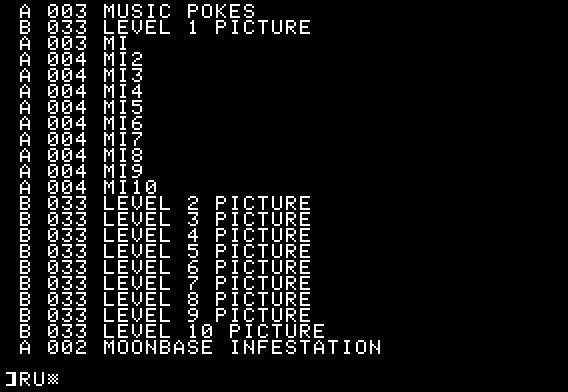 A 003 MUSIC POKES
B 033 LEVEL 1 PICTURE
A 003 MI
A 004 MI2
A 004 MI3
A 004 MI4
A 004 MI5
A 004 MI6
A 004 MI7
A 004 MI8
A 004 MI9
A 004 MI10
B 033 LEVEL 2 PICTURE
B 033 LEVEL 3 PICTURE
B 033 LEVEL 4 PICTURE
B 033 LEVEL 5 PICTURE
B 033 LEVEL 6 PICTURE
B 033 LEVEL 7 PICTURE
B 033 LEVEL 8 PICTURE
B 033 LEVEL 9 PICTURE
B 033 LEVEL 10 PICTURE
A 002 MOONBASE INFESTATION
]RU